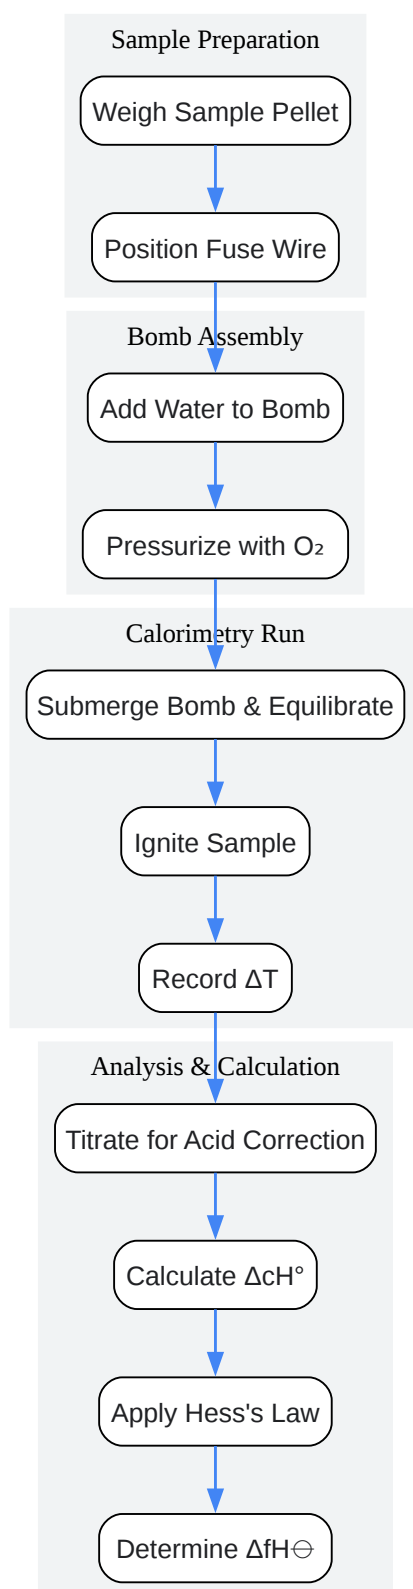 Sample Preparation
Weigh Sample Pellet
Position Fuse Wire
Bomb Assembly
Add Water to Bomb
Pressurize with O₂
Calorimetry Run
Submerge Bomb & Equilibrate
Ignite Sample
Record ΔT
Analysis & Calculation
Titrate for Acid Correction
Calculate ΔcH°
Apply Hess's Law
Determine ΔfH⦵